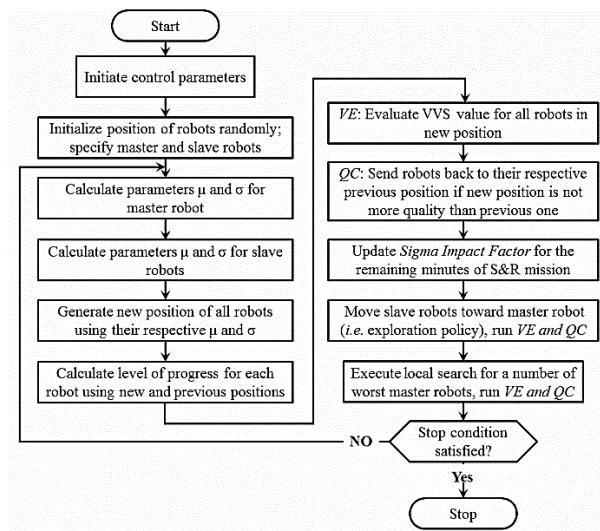 Start
Initiate control parameters
Initialize position of robots randomly;
specify master and slave robots
Calculate parameters μ and σ for
master robot
Calculate parameters μ and σ for slave
robots
Generate new position of all robots
using their respective μ and σ
Calculate level of progress for each
robot using new and previous positions
VE: Evaluate VVS value for all robots in
new position
QC: Send robots back to their respective
previous position if new position is not
more quality than previous one
Update Sigma Impact Factor for the
remaining minutes of S&R mission
Move slave robots toward master robot
(i.e. exploration policy), run VE and QC
Execute local search for a number of
worst master robots, run VE and QC
Stop condition
satisfied?
NO
Yes
Stop